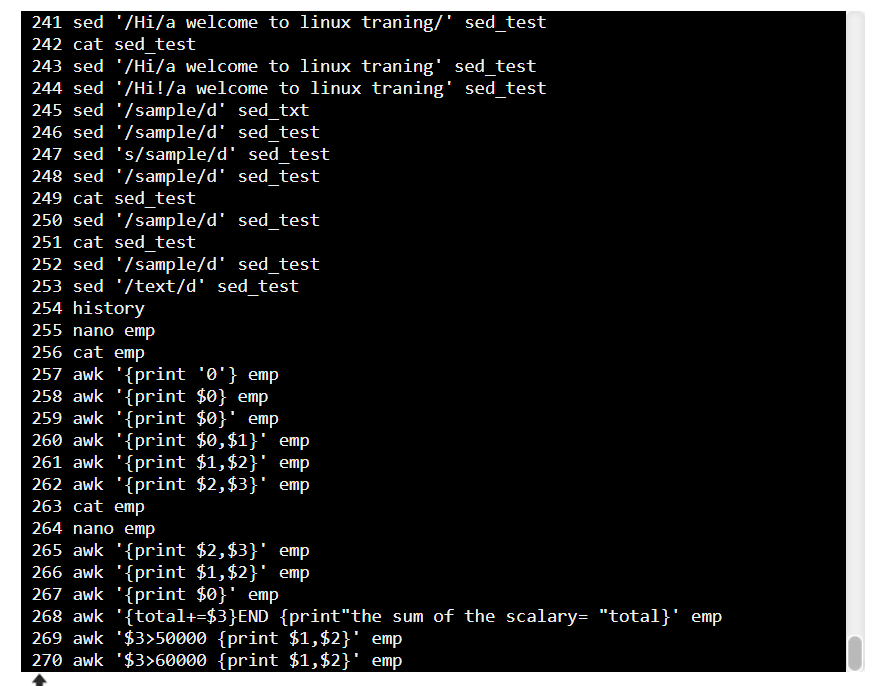 241 sed '/Hi/a welcome to linux traning/' sed_test
242 cat sed_test
243 sed '/Hi/a welcome to linux traning' sed_test
244 sed '/Hi!/a welcome to linux traning' sed_test
245 sed '/sample/d' sed_txt
246 sed '/sample/d' sed_test
247 sed 's/sample/d' sed_test
248 sed '/sample/d' sed_test
249 cat sed_test
250 sed '/sample/d' sed_test
251 cat sed_test
252 sed '/sample/d' sed_test
253 sed '/text/d' sed_test
254 history
255 nano emp
256 cat emp
257 awk '{print '0'} emp
258 awk '{print $0} emp
259 awk '{print $0}' emp
260 awk '{print $0,$1}' emp
261 awk '{print $1,$2}' emp
262 awk '{print $2,$3}' emp
263 cat emp
264 nano emp
265 awk '{print $2,$3}' emp
266 awk '{print $1,$2}' emp
267 awk '{print $0}' emp
268 awk '{total+=$3}END {print"the sum of the scalary= "total}' emp
269 awk '$3>50000 {print $1,$2}' emp
270 awk '$3>60000 {print $1,$2}' emp